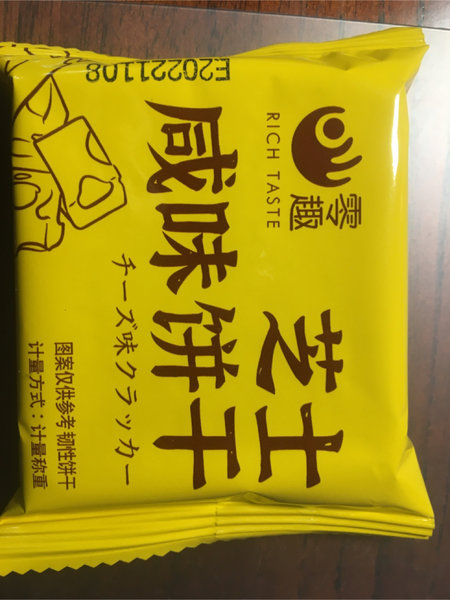 零趣
RICH TASTE
芝士
咸味饼干
チーズ味クラッカー
图案仅供参考 韧性饼干
计量方式：计量称重
E20221108